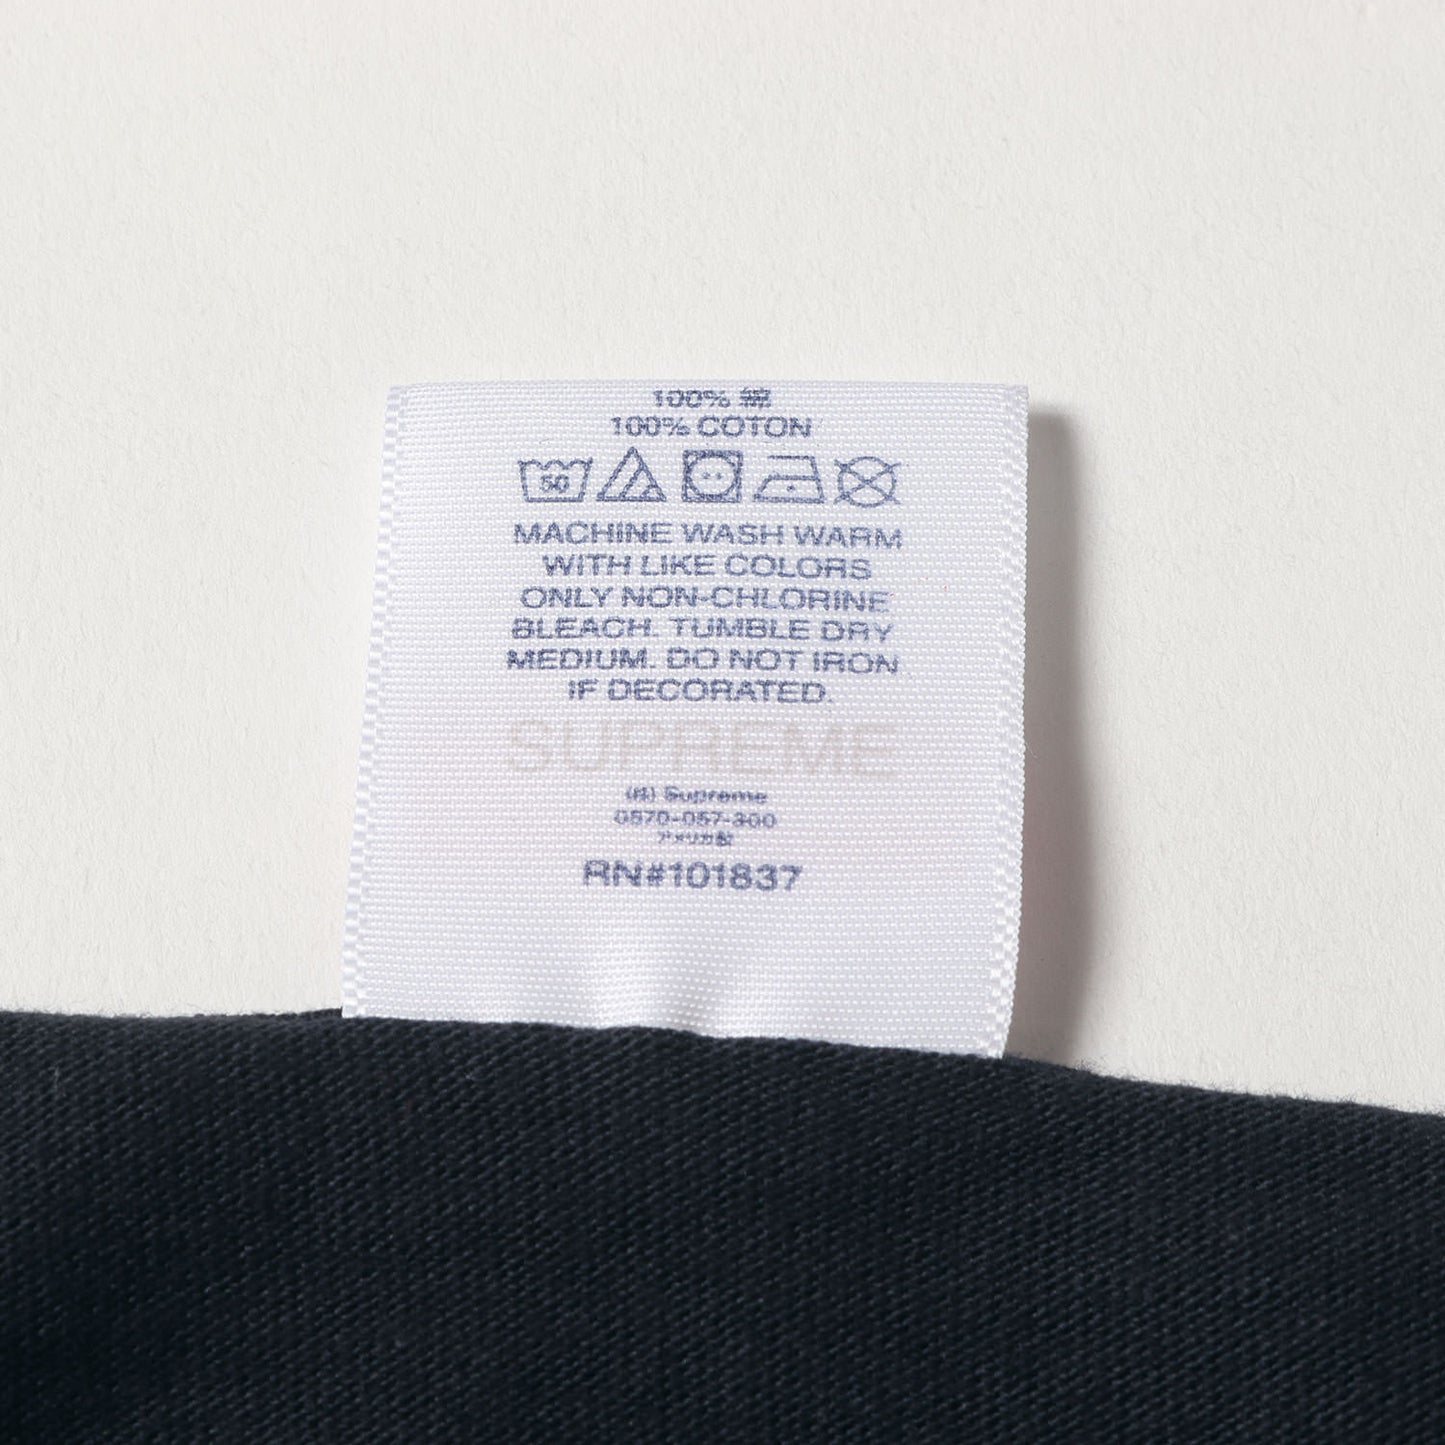 100% 綿
100% COTON
50
MACHINE WASH WARM
WITH LIKE COLORS
ONLY NON-CHLORINE
BLEACH. TUMBLE DRY
MEDIUM. DO NOT IRON
IF DECORATED.
SUPREME
(株) Supreme
0570-057-300
アメリカ製
RN#101837